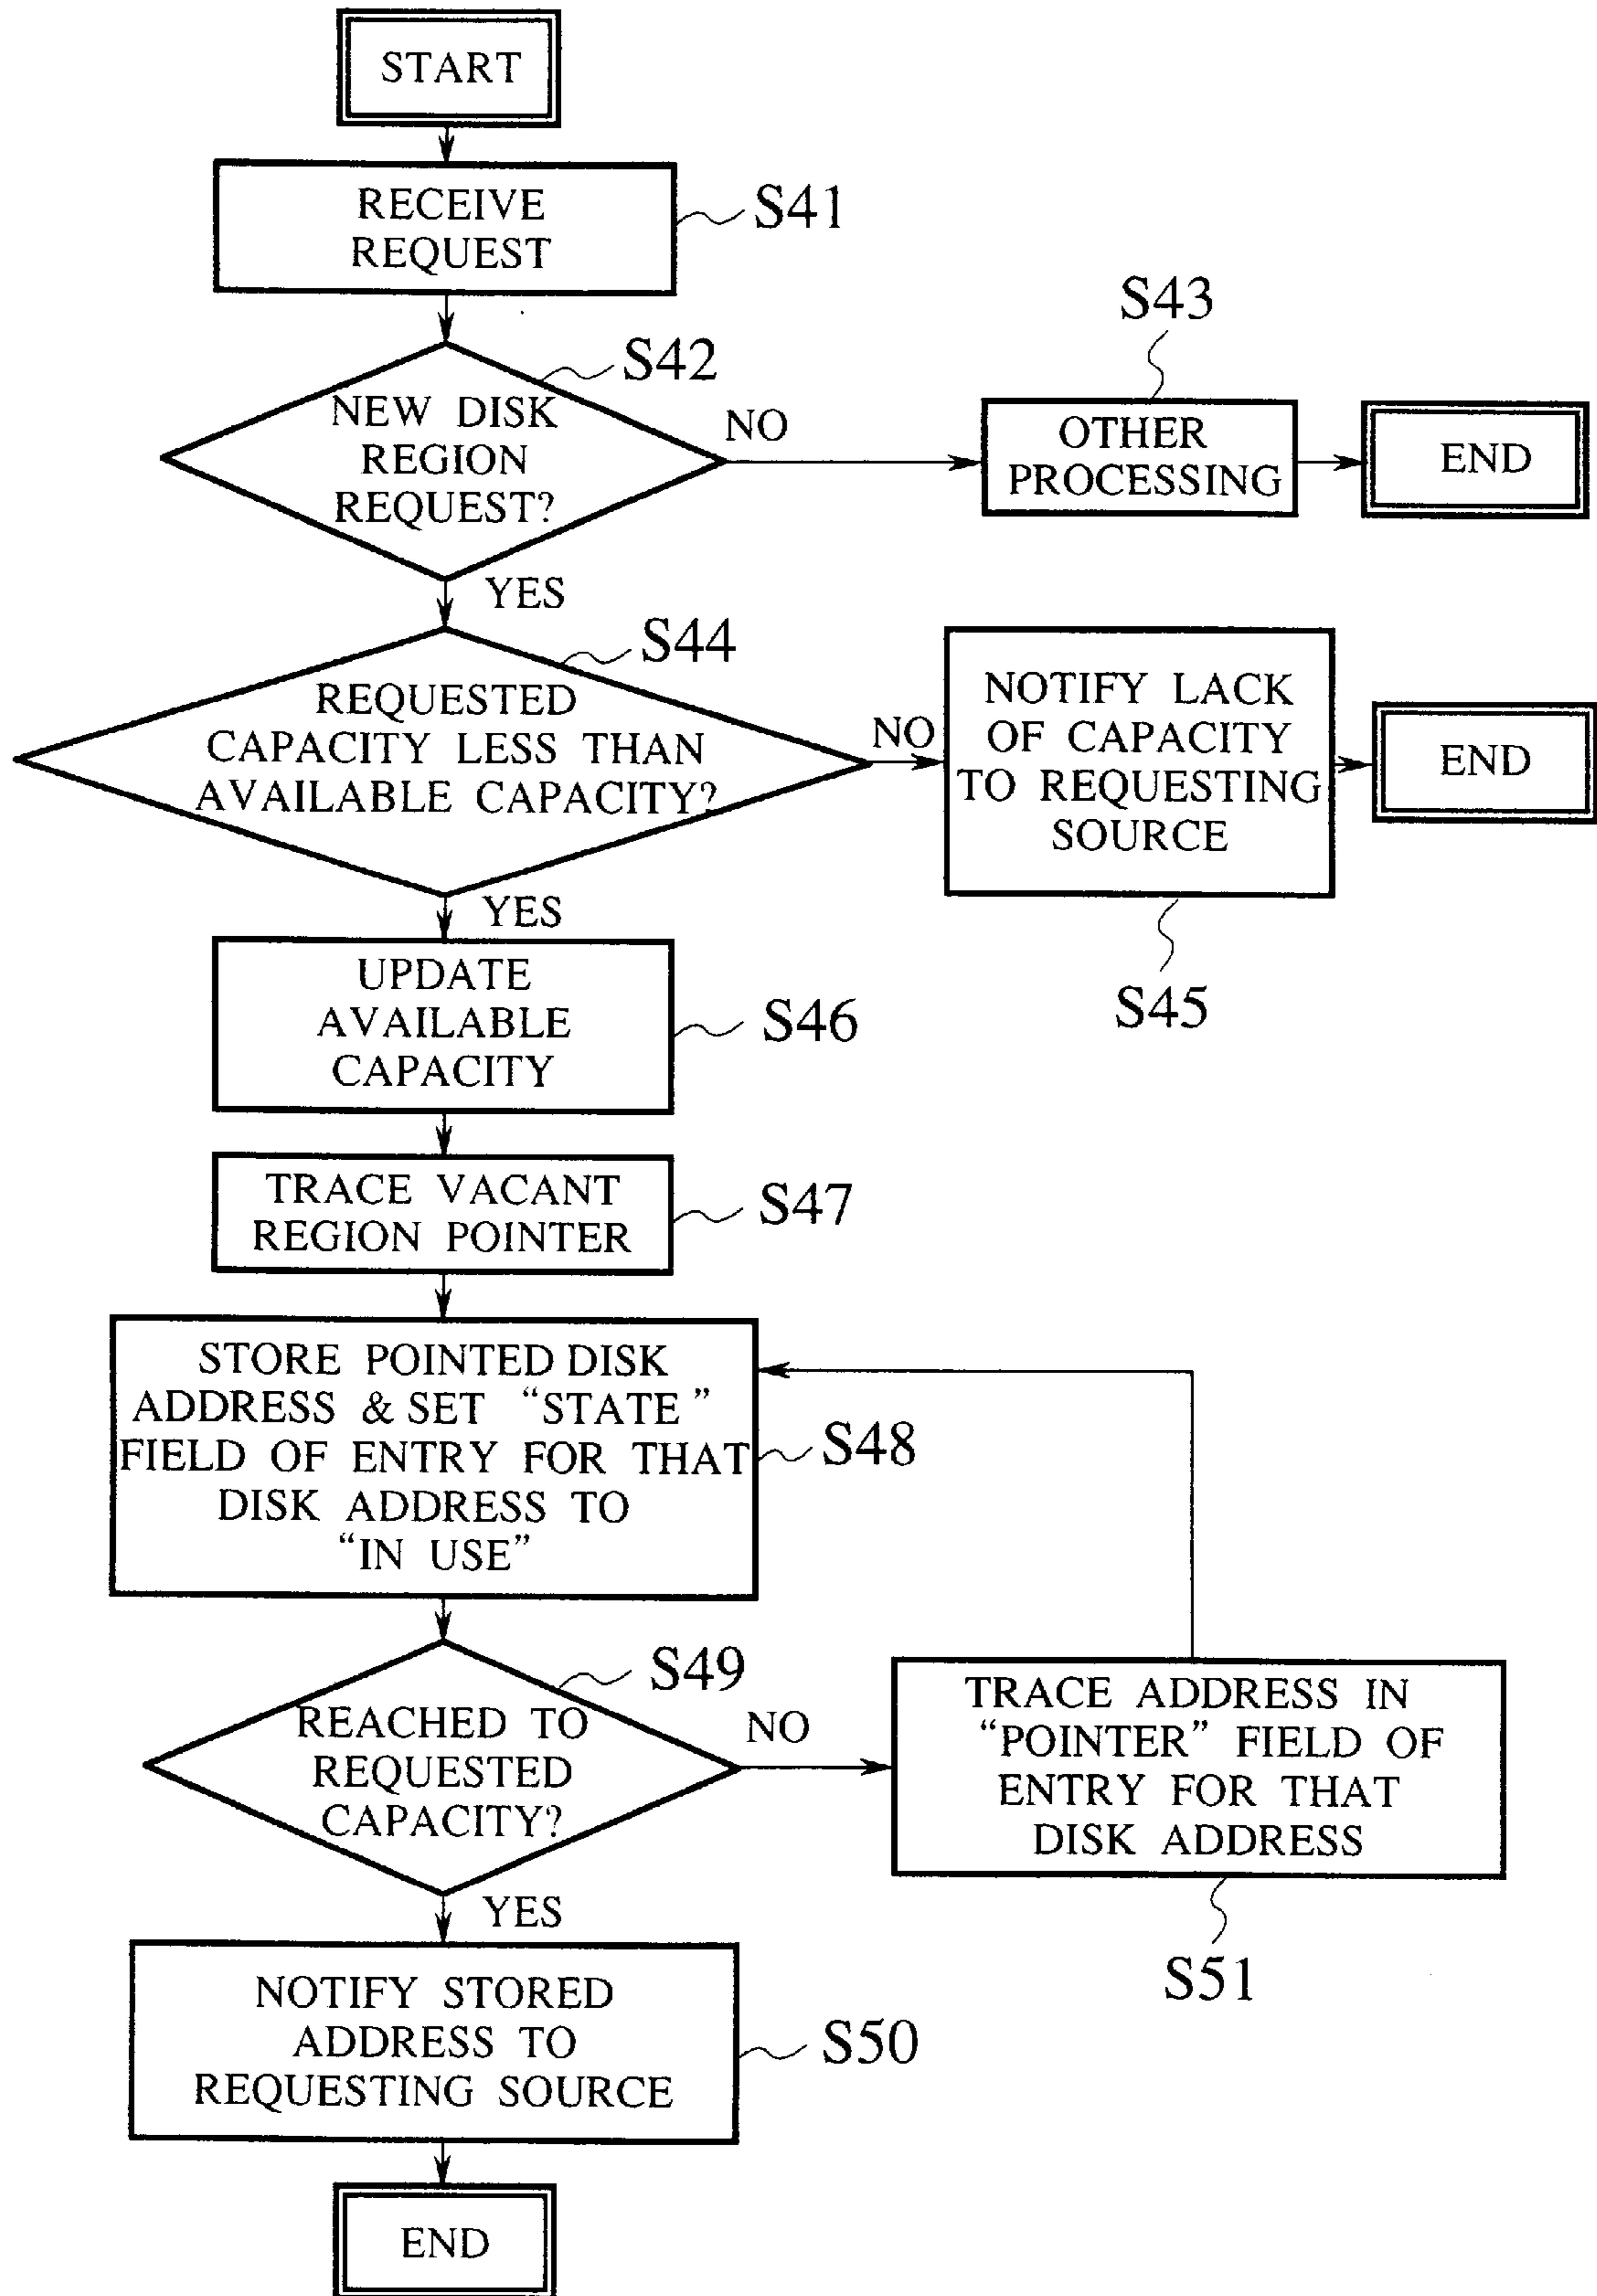 START
RECEIVE
REQUEST
S41
S42
NEW DISK
REGION
REQUEST?
NO
S43
OTHER
PROCESSING
END
YES
S44
REQUESTED
CAPACITY LESS THAN
AVAILABLE CAPACITY?
NO
NOTIFY LACK
OF CAPACITY
TO REQUESTING
SOURCE
S45
END
YES
UPDATE
AVAILABLE
CAPACITY
S46
TRACE VACANT
REGION POINTER
S47
STORE POINTED DISK
ADDRESS & SET "STATE"
FIELD OF ENTRY FOR THAT
DISK ADDRESS TO
"IN USE"
S48
S49
REACHED TO
REQUESTED
CAPACITY?
NO
TRACE ADDRESS IN
"POINTER" FIELD OF
ENTRY FOR THAT
DISK ADDRESS
S51
YES
NOTIFY STORED
ADDRESS TO
REQUESTING SOURCE
S50
END